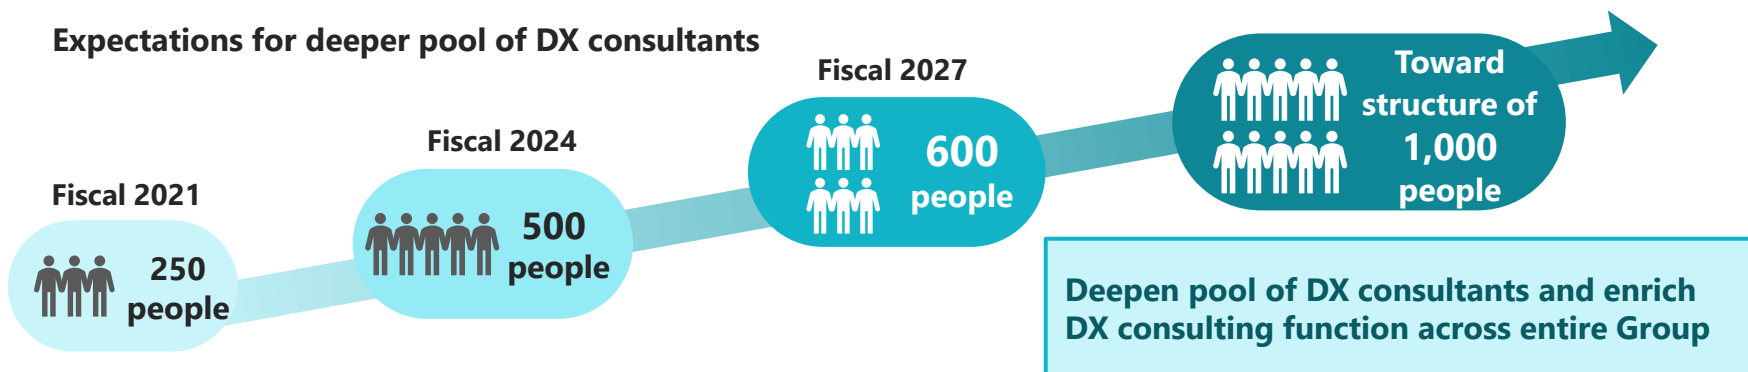 Expectations for deeper pool of DX consultants
Fiscal 2021
250
people
Fiscal 2024
500
people
Fiscal 2027
600
people
Toward
structure of
1,000
people
Deepen pool of DX consultants and enrich
DX consulting function across entire Group